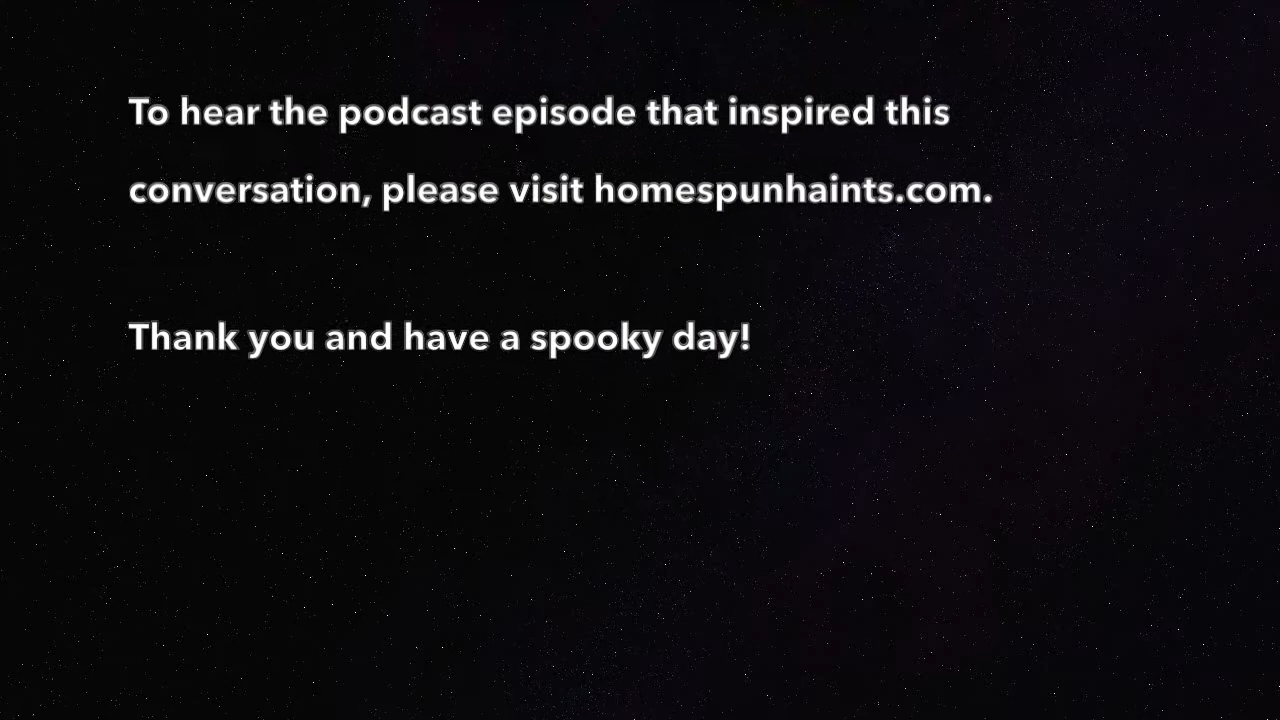 To hear the podcast episode that inspired this
conversation, please visit homespunhaints.com.
Thank you and have a spooky day!